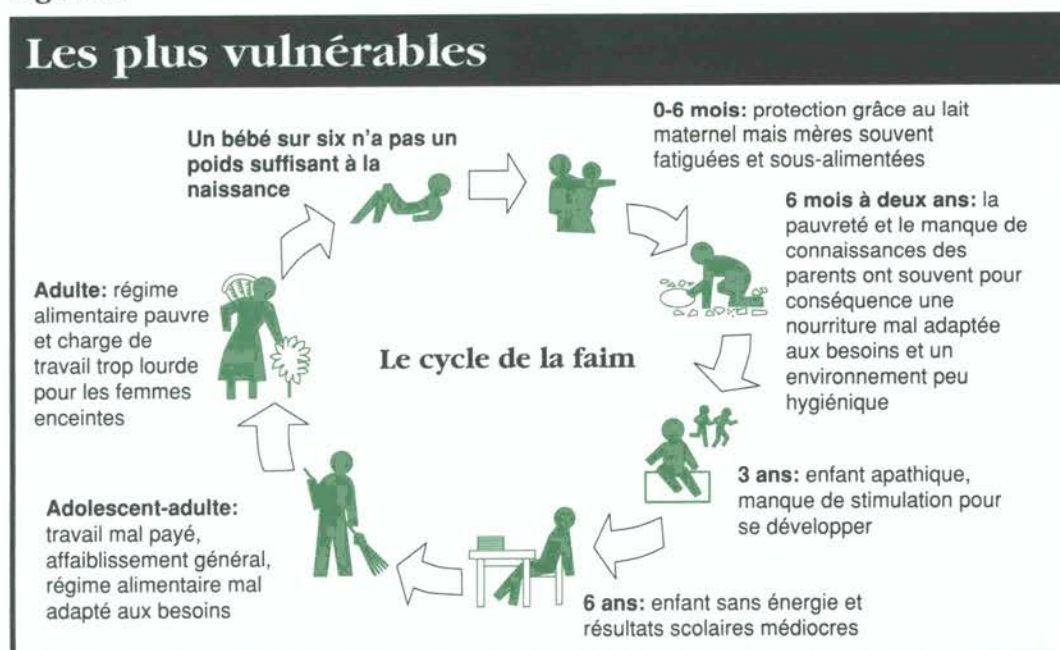 Les plus vulnérables
Un bébé sur six n'a pas un
poids suffisant à la
naissance
0-6 mois: protection grâce au lait
maternel mais mères souvent
fatiguées et sous-alimentées
6 mois à deux ans: la
pauvreté et le manque de
connaissances des
parents ont souvent pour
conséquence une
nourriture mal adaptée
aux besoins et un
environnement peu
hygiénique
3 ans: enfant apathique,
manque de stimulation pour
se développer
6 ans: enfant sans énergie et
résultats scolaires médiocres
Adolescent-adulte:
travail mal payé,
affaiblissement général,
régime alimentaire mal
adapté aux besoins
Adulte: régime
alimentaire pauvre
et charge de
travail trop lourde
pour les femmes
enceintes
Le cycle de la faim